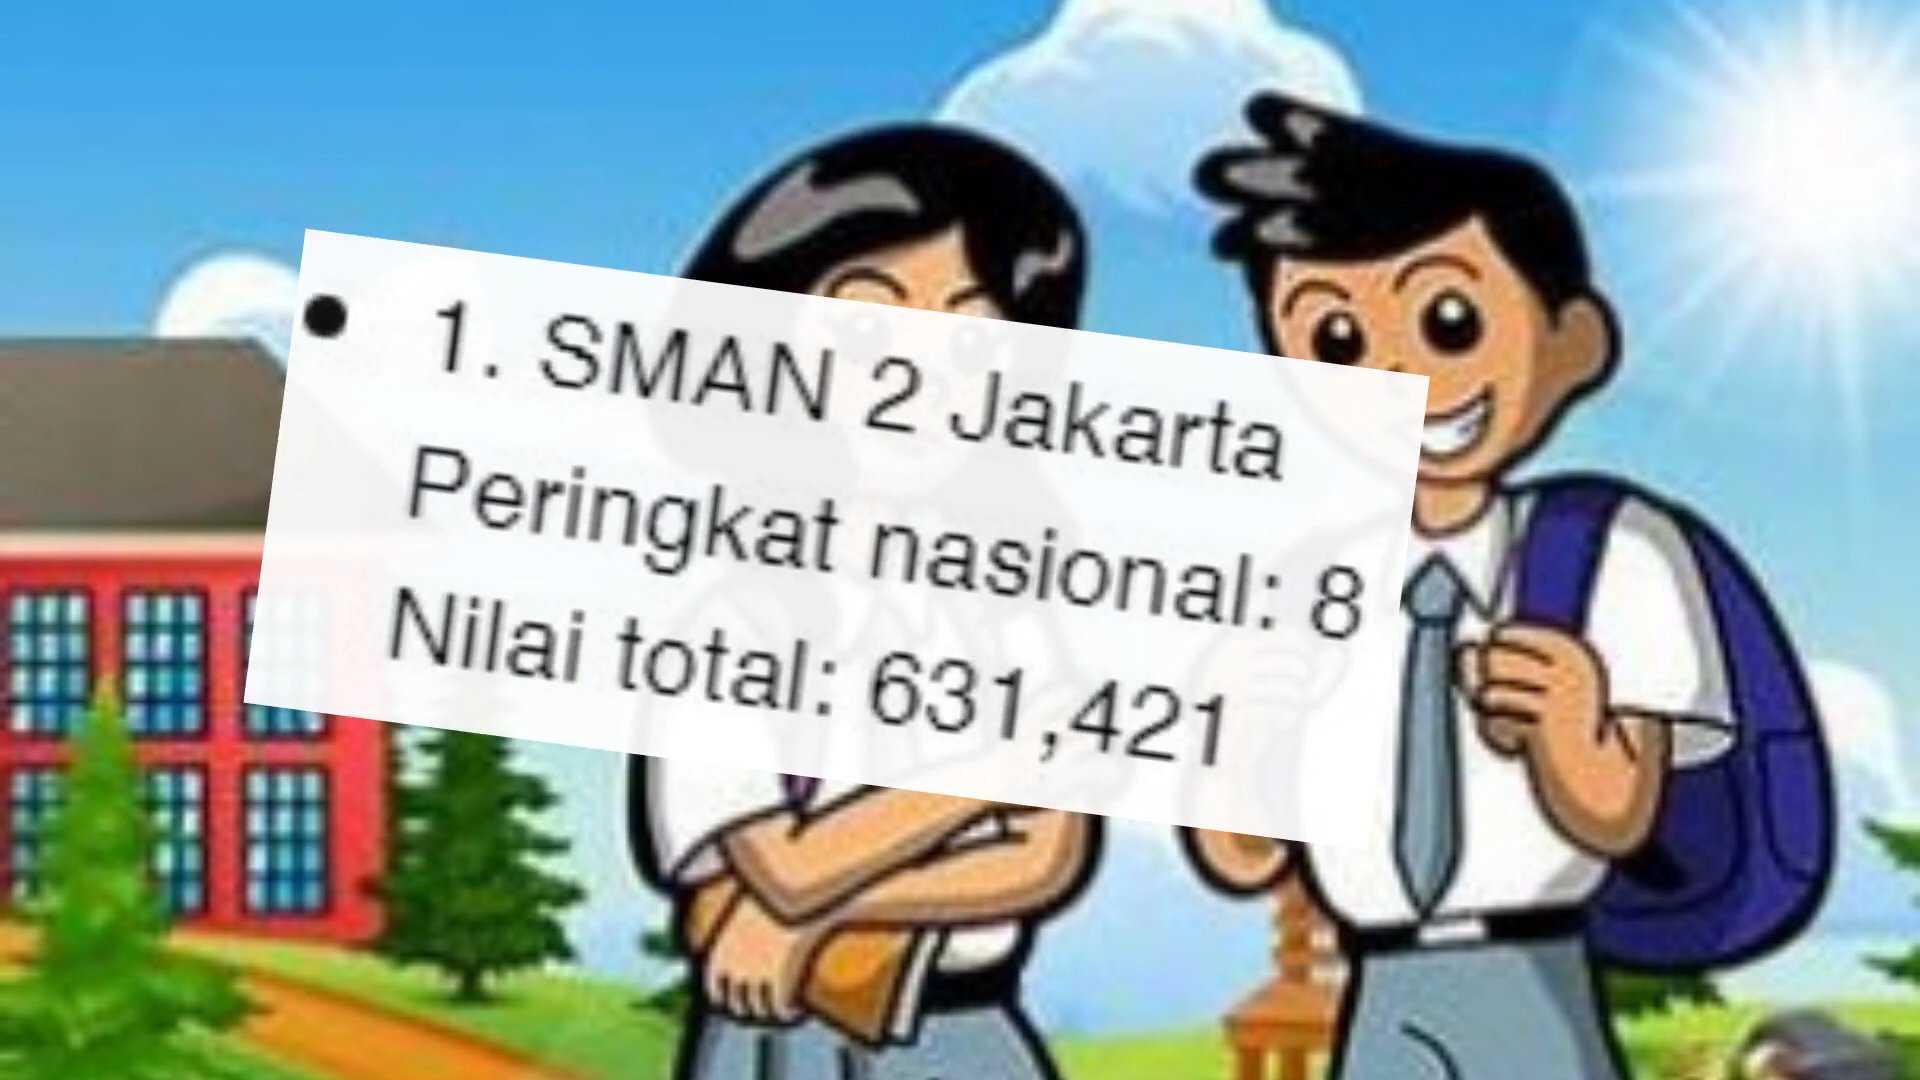 • 1. SMAN 2 Jakarta
Peringkat nasional: 8
Nilai total: 631,421